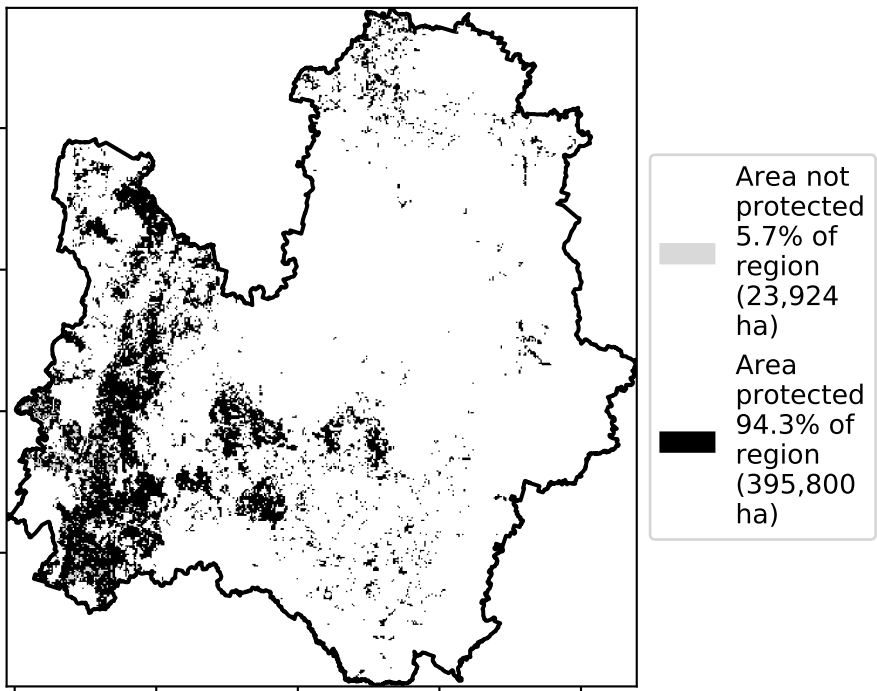 Area not
protected
5.7% of
region
(23,924
ha)
Area
protected
94.3% of
region
(395,800
ha)